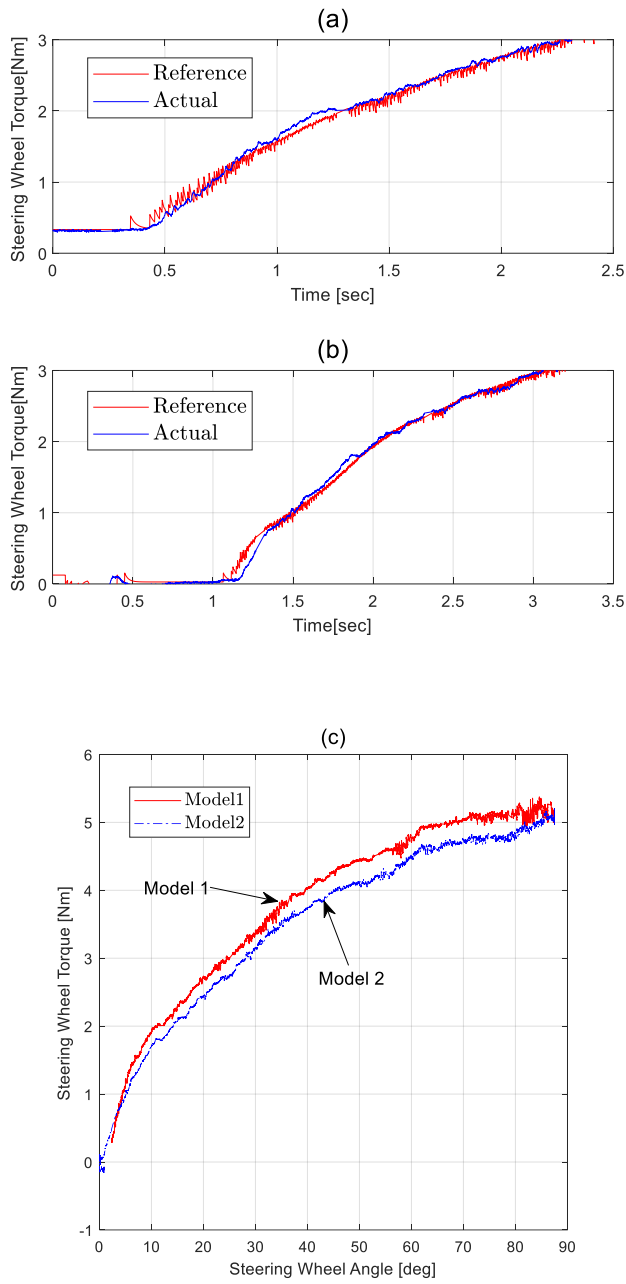 (a)
Steering Wheel Torque[Nm]
3
2
1
0
Reference
Actual
0 0.5 1 1.5 2 2.5
Time [sec]
(b)
Steering Wheel Torque[Nm]
3
2
1
0
Reference
Actual
0 0.5 1 1.5 2 2.5 3 3.5
Time[sec]
(c)
Steering Wheel Torque [Nm]
6
5
4
3
2
1
0
-1
Model1
Model2
Model 1
Model 2
0 10 20 30 40 50 60 70 80 90
Steering Wheel Angle [deg]